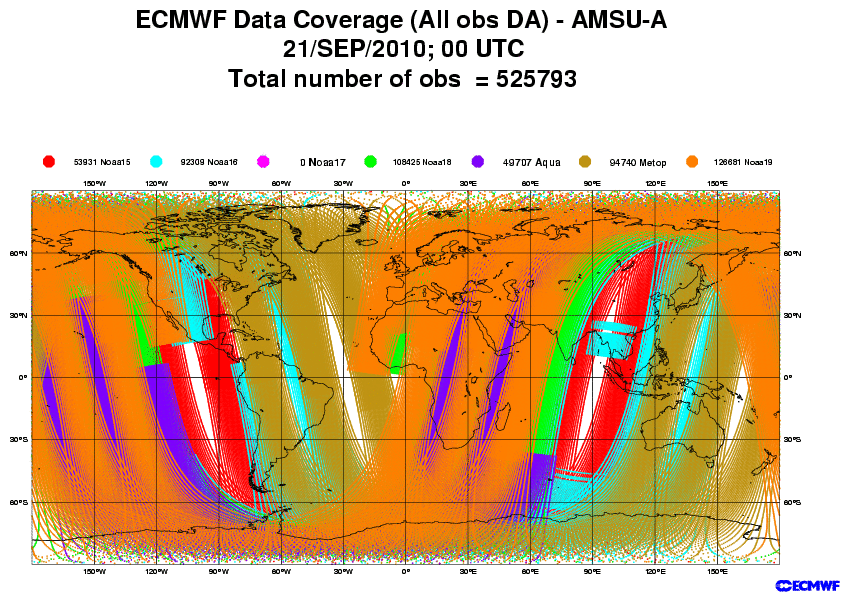 ECMWF Data Coverage (All obs DA) - AMSU-A
21/SEP/2010; 00 UTC
Total number of obs = 525793
53931 Noaa15 92309 Noaa16 0 Noaa17 108425 Noaa18 49707 Aqua 94740 Metop 126681 Noaa19
150°W 120°W 90°W 60°W 30°W 0° 30°E 60°E 90°E 120°E 150°E
60°N 60°N
30°N 30°N
0° 0°
30°S 30°S
60°S 60°S
150°W 120°W 90°W 60°W 30°W 0° 30°E 60°E 90°E 120°E 150°E
ECMWF